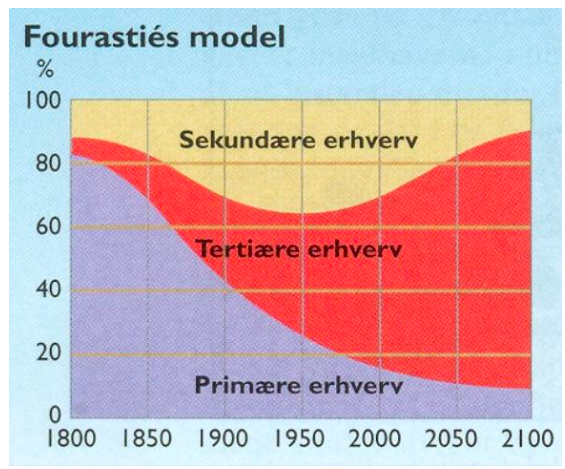 Fourastiés model
%
100
80
60
40
20
0
Sekundære erhverv
Tertiære erhverv
Primære erhverv
1800 1850 1900 1950 2000 2050 2100